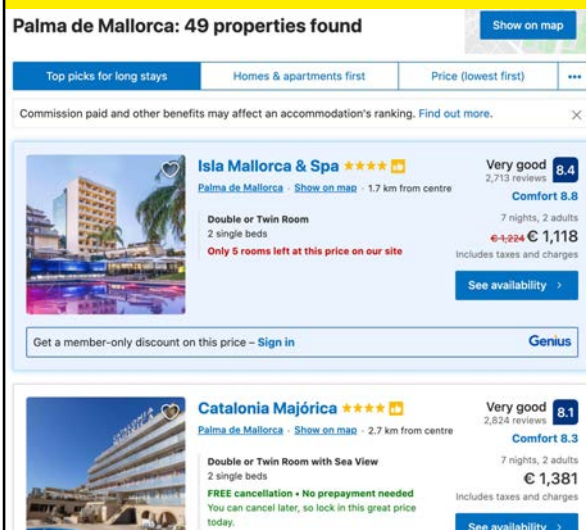 Palma de Mallorca: 49 properties found
Show on map
Top picks for long stays
Homes & apartments first
Price (lowest first)
•••
Commission paid and other benefits may affect an accommodation's ranking. Find out more.
Isla Mallorca & Spa
Very good
2,713 reviews
8.4
Palma de Mallorca · Show on map · 1.7 km from centre
Comfort 8.8
Double or Twin Room
7 nights, 2 adults
2 single beds
€ 1,224 € 1,118
Only 5 rooms left at this price on our site
Includes taxes and charges
See availability
Get a member-only discount on this price – Sign in
Genius
Catalonia Majórica
Very good
2,824 reviews
8.1
Palma de Mallorca · Show on map · 2.7 km from centre
Comfort 8.3
Double or Twin Room with Sea View
7 nights, 2 adults
2 single beds
€ 1,381
FREE cancellation • No prepayment needed
Includes taxes and charges
You can cancel later, so lock in this great price
today.
See availability